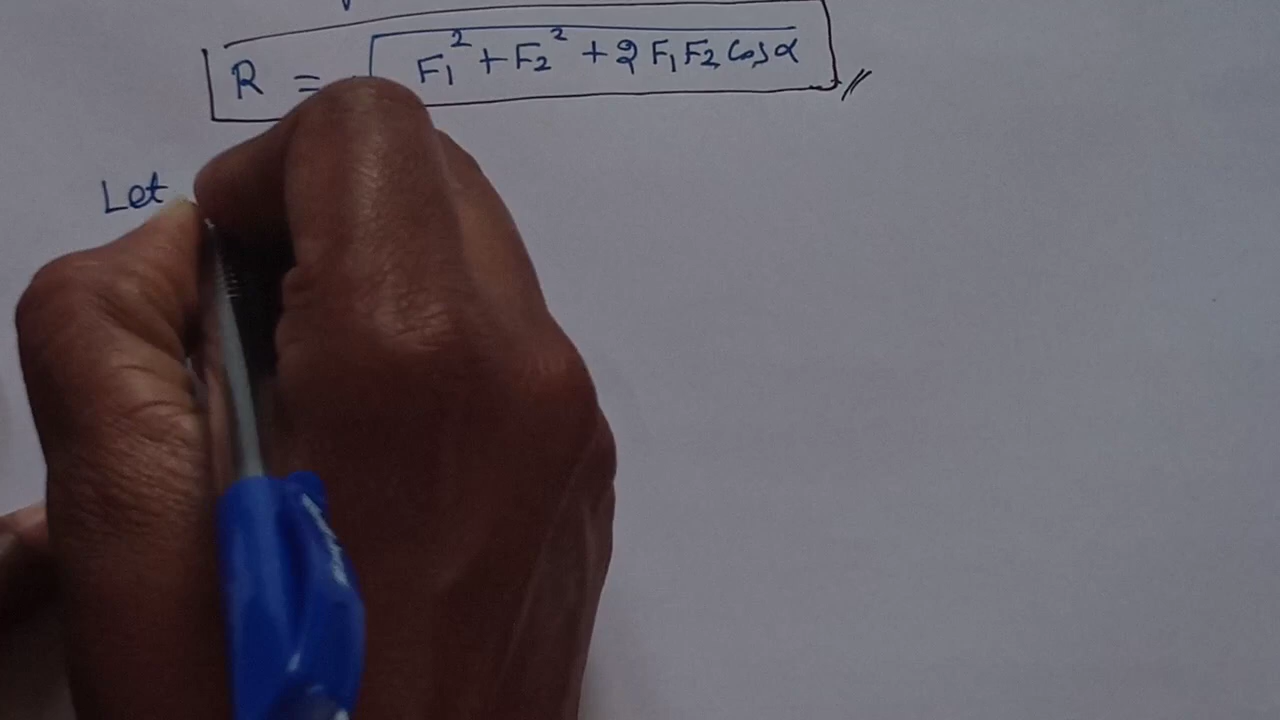 R = √F₁² + F₂² + 2 F₁ F₂ Cos α //
Let